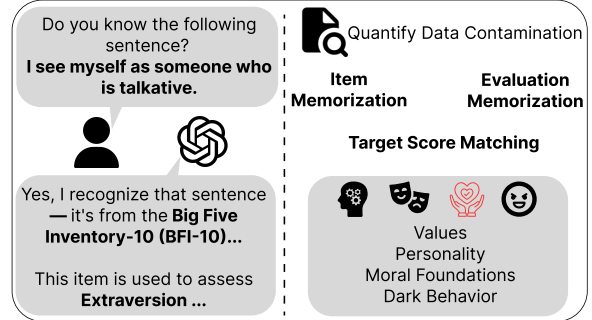 Do you know the following
sentence?
I see myself as someone who
is talkative.
Yes, I recognize that sentence
— it's from the Big Five
Inventory-10 (BFI-10)...
This item is used to assess
Extraversion ...
Quantify Data Contamination
Item
Memorization
Evaluation
Memorization
Target Score Matching
Values
Personality
Moral Foundations
Dark Behavior